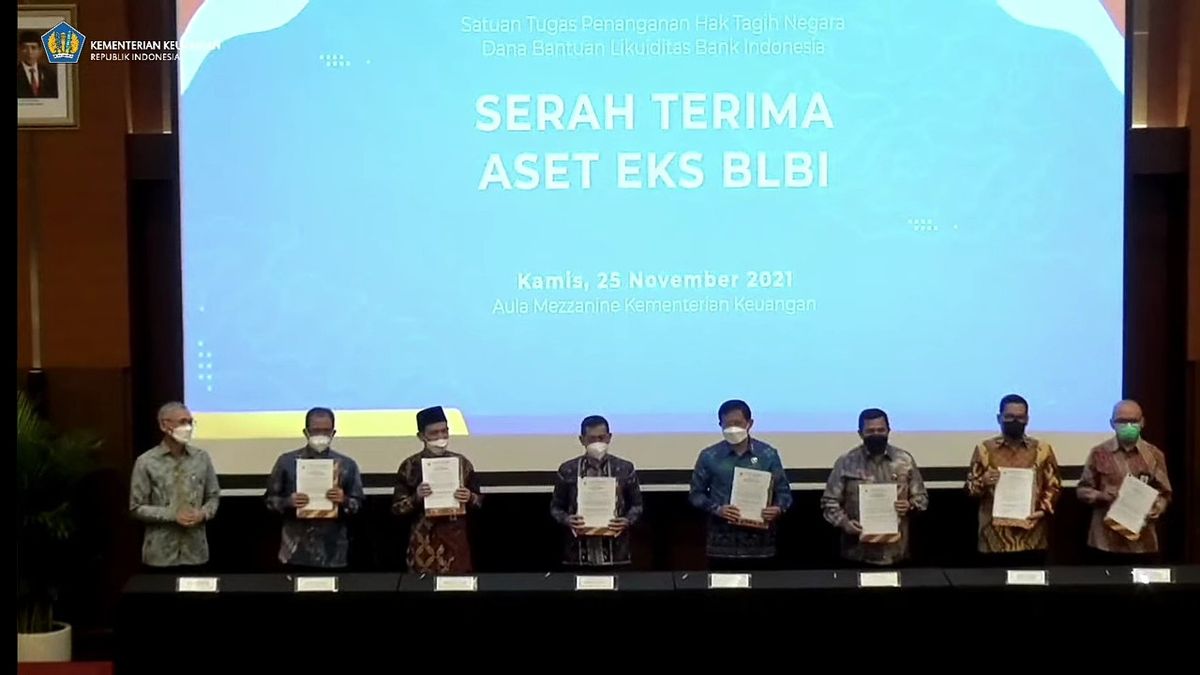 KEMENTERIAN KEUANGAN
REPUBLIK INDONESIA
Satuan Tugas Penanganan Hak Tagih Negara
Dana Bantuan Likuiditas Bank Indonesia
SERAH TERIMA
ASET EKS BLBI
Kamis, 25 November 2021
Aula Mezzanine Kementerian Keuangan